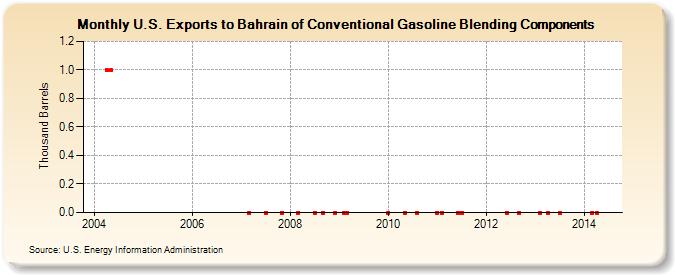 Monthly U.S. Exports to Bahrain of Conventional Gasoline Blending Components
Thousand Barrels
1.2
1.0
0.8
0.6
0.4
0.2
0.0
2004 2006 2008 2010 2012 2014
Source: U.S. Energy Information Administration